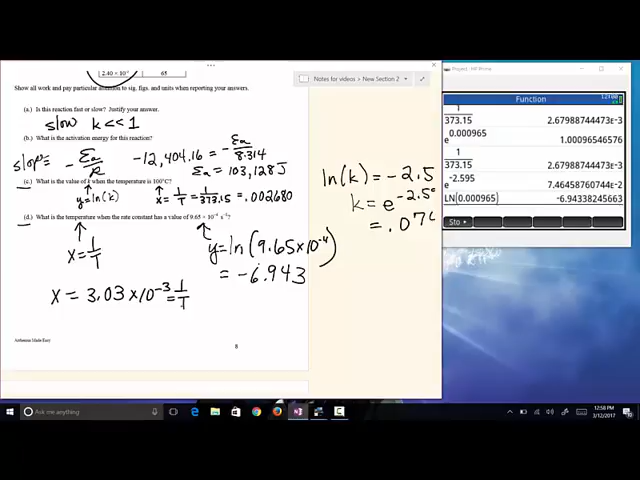 2.40 × 10⁻² 65
Show all work and pay particular attention to sig. figs. and units when reporting your answers.
(a.) Is this reaction fast or slow? Justify your answer.
slow k << 1
(b.) What is the activation energy for this reaction?
slope = -Ea/R -12,404.16 = -Ea/8.314
Ea = 103,128 J
(c.) What is the value of k when the temperature is 100°C?
y = ln(k) x = 1/T = 1/373.15 = .002680
(d.) What is the temperature when the rate constant has a value of 9.65 × 10⁻⁴ s⁻¹?
x = 1/T y = ln(9.65 x 10⁻⁴)
= -6.943
x = 3.03 x 10⁻³ = 1/T
Airheems Made Easy
8
Notes for videos > New Section 2
ln(k) = -2.5
k = e
= .07
HP Prime
Function
1
373.15 2.67988744873E-3
e
0.000965 1.00096546576
1
373.15 2.67988744873E-3
-2.595
e 7.46458760744E-2
LN(0.000965) -6.94338245663
Sto
Ask me anything
12:58 PM
3/12/2017